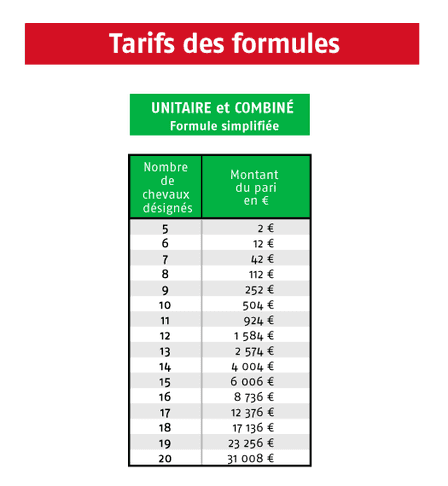 Tarifs des formules
UNITAIRE et COMBINÉ
Formule simplifiée
Nombre
de
chevaux
désignés
Montant
du pari
en €
5 2 €
6 12 €
7 42 €
8 112 €
9 252 €
10 504 €
11 924 €
12 1 584 €
13 2 574 €
14 4 004 €
15 6 006 €
16 8 736 €
17 12 376 €
18 17 136 €
19 23 256 €
20 31 008 €